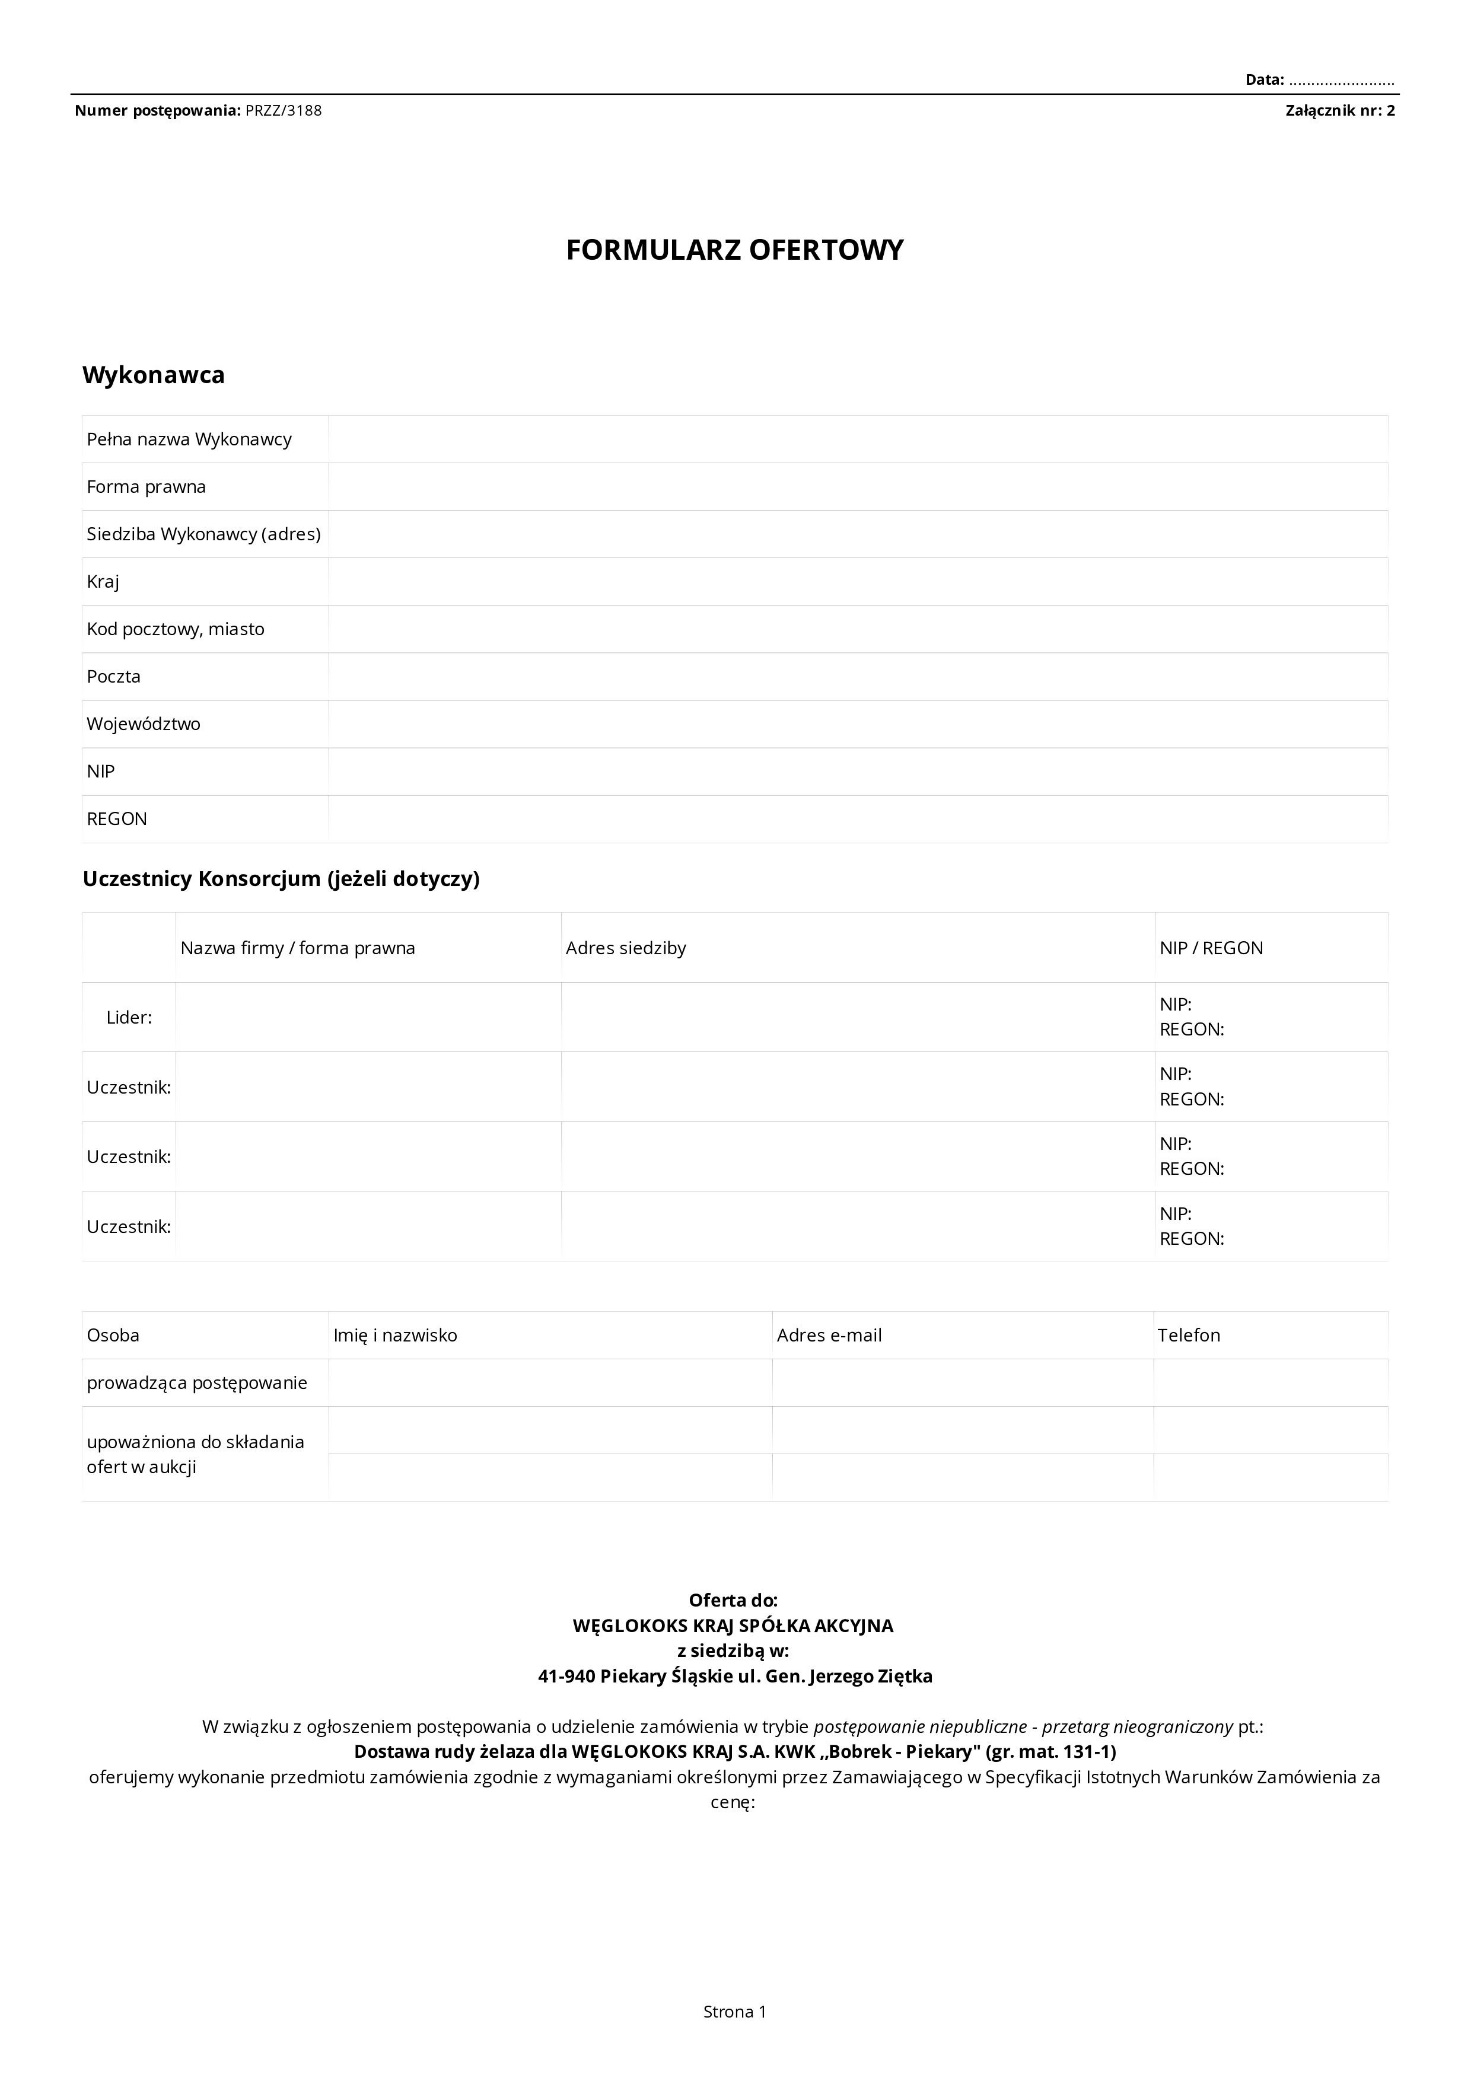 Data: ........................
Numer postępowania: PRZZ/3188
Załącznik nr: 2
FORMULARZ OFERTOWY
Wykonawca
Pełna nazwa Wykonawcy
Forma prawna
Siedziba Wykonawcy (adres)
Kraj
Kod pocztowy, miasto
Poczta
Województwo
NIP
REGON
Uczestnicy Konsorcjum (jeżeli dotyczy)
Nazwa firmy / forma prawna Adres siedziby NIP / REGON
Lider:
NIP:
REGON:
Uczestnik:
NIP:
REGON:
Uczestnik:
NIP:
REGON:
Uczestnik:
NIP:
REGON:
Osoba Imię i nazwisko Adres e-mail Telefon
prowadząca postępowanie
upoważniona do składania
ofert w aukcji
Oferta do:
WĘGLOKOKS KRAJ SPÓŁKA AKCYJNA
z siedzibą w:
41-940 Piekary Śląskie ul. Gen. Jerzego Ziętka
W związku z ogłoszeniem postępowania o udzielenie zamówienia w trybie postępowanie niepubliczne - przetarg nieograniczony pt.:
Dostawa rudy żelaza dla WĘGLOKOKS KRAJ S.A. KWK ,,Bobrek - Piekary" (gr. mat. 131-1)
oferujemy wykonanie przedmiotu zamówienia zgodnie z wymaganiami określonymi przez Zamawiającego w Specyfikacji Istotnych Warunków Zamówienia za
cenę:
Strona 1